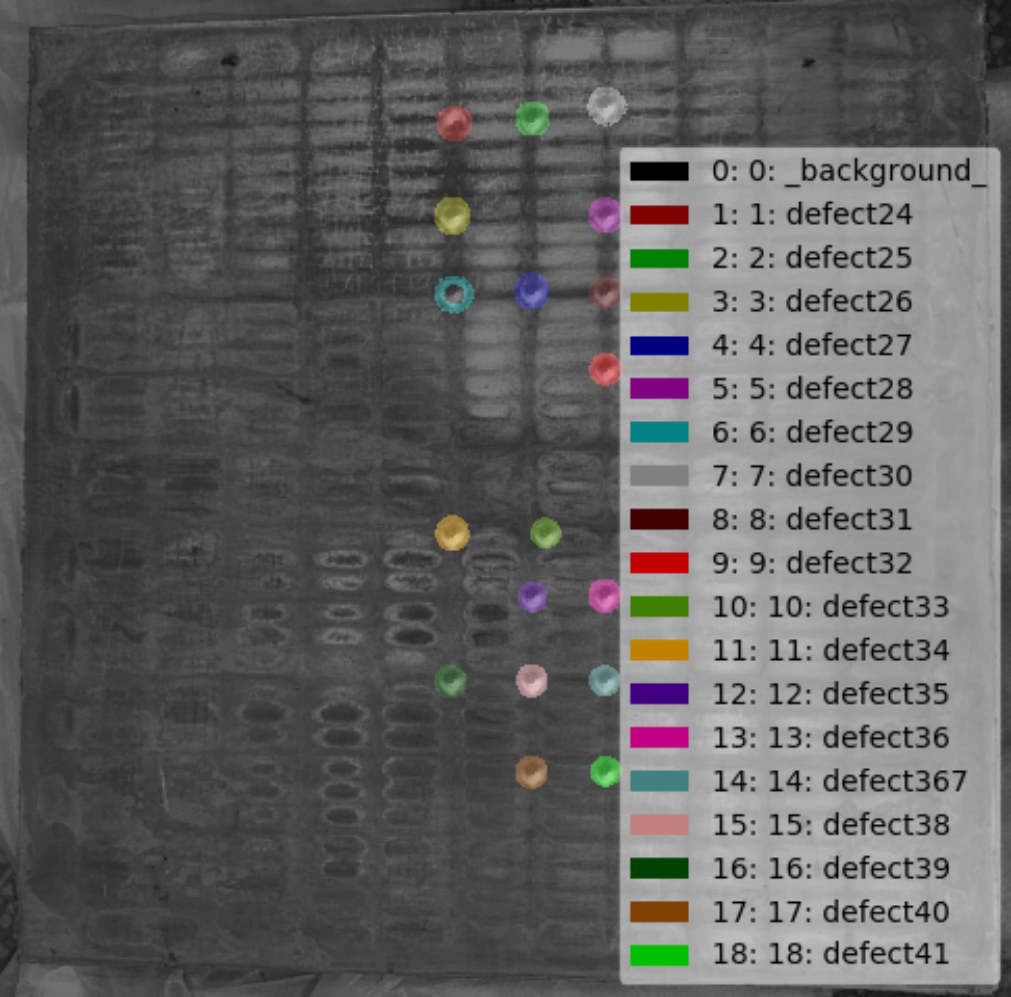 0: 0: _background_
1: 1: defect24
2: 2: defect25
3: 3: defect26
4: 4: defect27
5: 5: defect28
6: 6: defect29
7: 7: defect30
8: 8: defect31
9: 9: defect32
10: 10: defect33
11: 11: defect34
12: 12: defect35
13: 13: defect36
14: 14: defect367
15: 15: defect38
16: 16: defect39
17: 17: defect40
18: 18: defect41